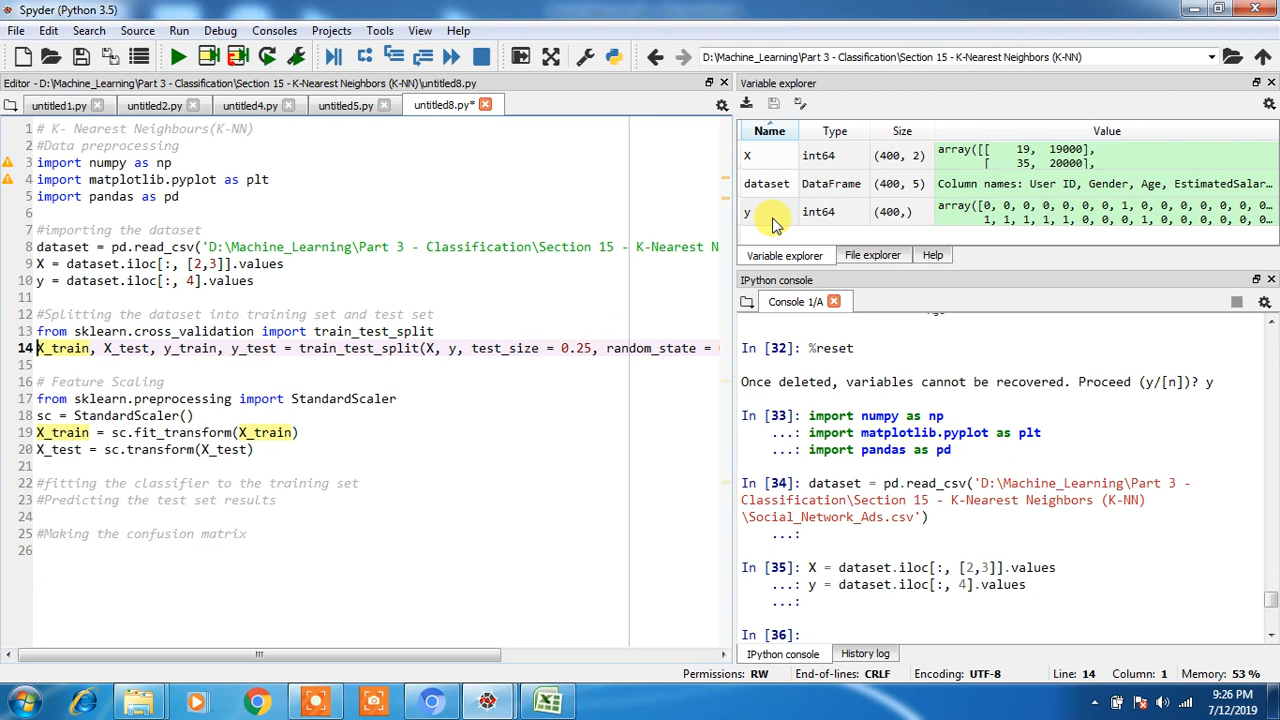 Spyder (Python 3.5)
File Edit Search Source Run Debug Consoles Projects Tools View Help
D:\Machine_Learning\Part 3 - Classification\Section 15 - K-Nearest Neighbors (K-NN)
Editor - D:\Machine_Learning\Part 3 - Classification\Section 15 - K-Nearest Neighbors (K-NN)\untitled8.py
untitled1.py untitled2.py untitled4.py untitled5.py untitled8.py*
1 # K- Nearest Neighbours(K-NN)
2 #Data preprocessing
3 import numpy as np
4 import matplotlib.pyplot as plt
5 import pandas as pd
6
7 #importing the dataset
8 dataset = pd.read_csv('D:\Machine_Learning\Part 3 - Classification\Section 15 - K-Nearest N
9 X = dataset.iloc[:, [2,3]].values
10 y = dataset.iloc[:, 4].values
11
12 #Splitting the dataset into training set and test set
13 from sklearn.cross_validation import train_test_split
14 X_train, X_test, y_train, y_test = train_test_split(X, y, test_size = 0.25, random_state =
15
16 # Feature Scaling
17 from sklearn.preprocessing import StandardScaler
18 sc = StandardScaler()
19 X_train = sc.fit_transform(X_train)
20 X_test = sc.transform(X_test)
21
22 #fitting the classifier to the training set
23 #Predicting the test set results
24
25 #Making the confusion matrix
26
Variable explorer
Name Type Size Value
X int64 (400, 2) array([[ 19, 19000],
[ 35, 20000],
dataset DataFrame (400, 5) Column names: User ID, Gender, Age, EstimatedSalar...
y int64 (400,) array([0, 0, 0, 0, 0, 0, 0, 1, 0, 0, 0, 0, 0, 0, 0, 0...
1, 1, 1, 1, 1, 0, 0, 0, 1, 0, 0, 0, 0, 0, 0, 0...
Variable explorer File explorer Help
IPython console
Console 1/A
In [32]: %reset
Once deleted, variables cannot be recovered. Proceed (y/[n])? y
In [33]: import numpy as np
...: import matplotlib.pyplot as plt
...: import pandas as pd
In [34]: dataset = pd.read_csv('D:\Machine_Learning\Part 3 -
Classification\Section 15 - K-Nearest Neighbors (K-NN)
\Social_Network_Ads.csv')
...:
In [35]: X = dataset.iloc[:, [2,3]].values
...: y = dataset.iloc[:, 4].values
...:
In [36]:
IPython console History log
Permissions: RW End-of-lines: CRLF Encoding: UTF-8 Line: 14 Column: 1 Memory: 53 %
9:26 PM
7/12/2019